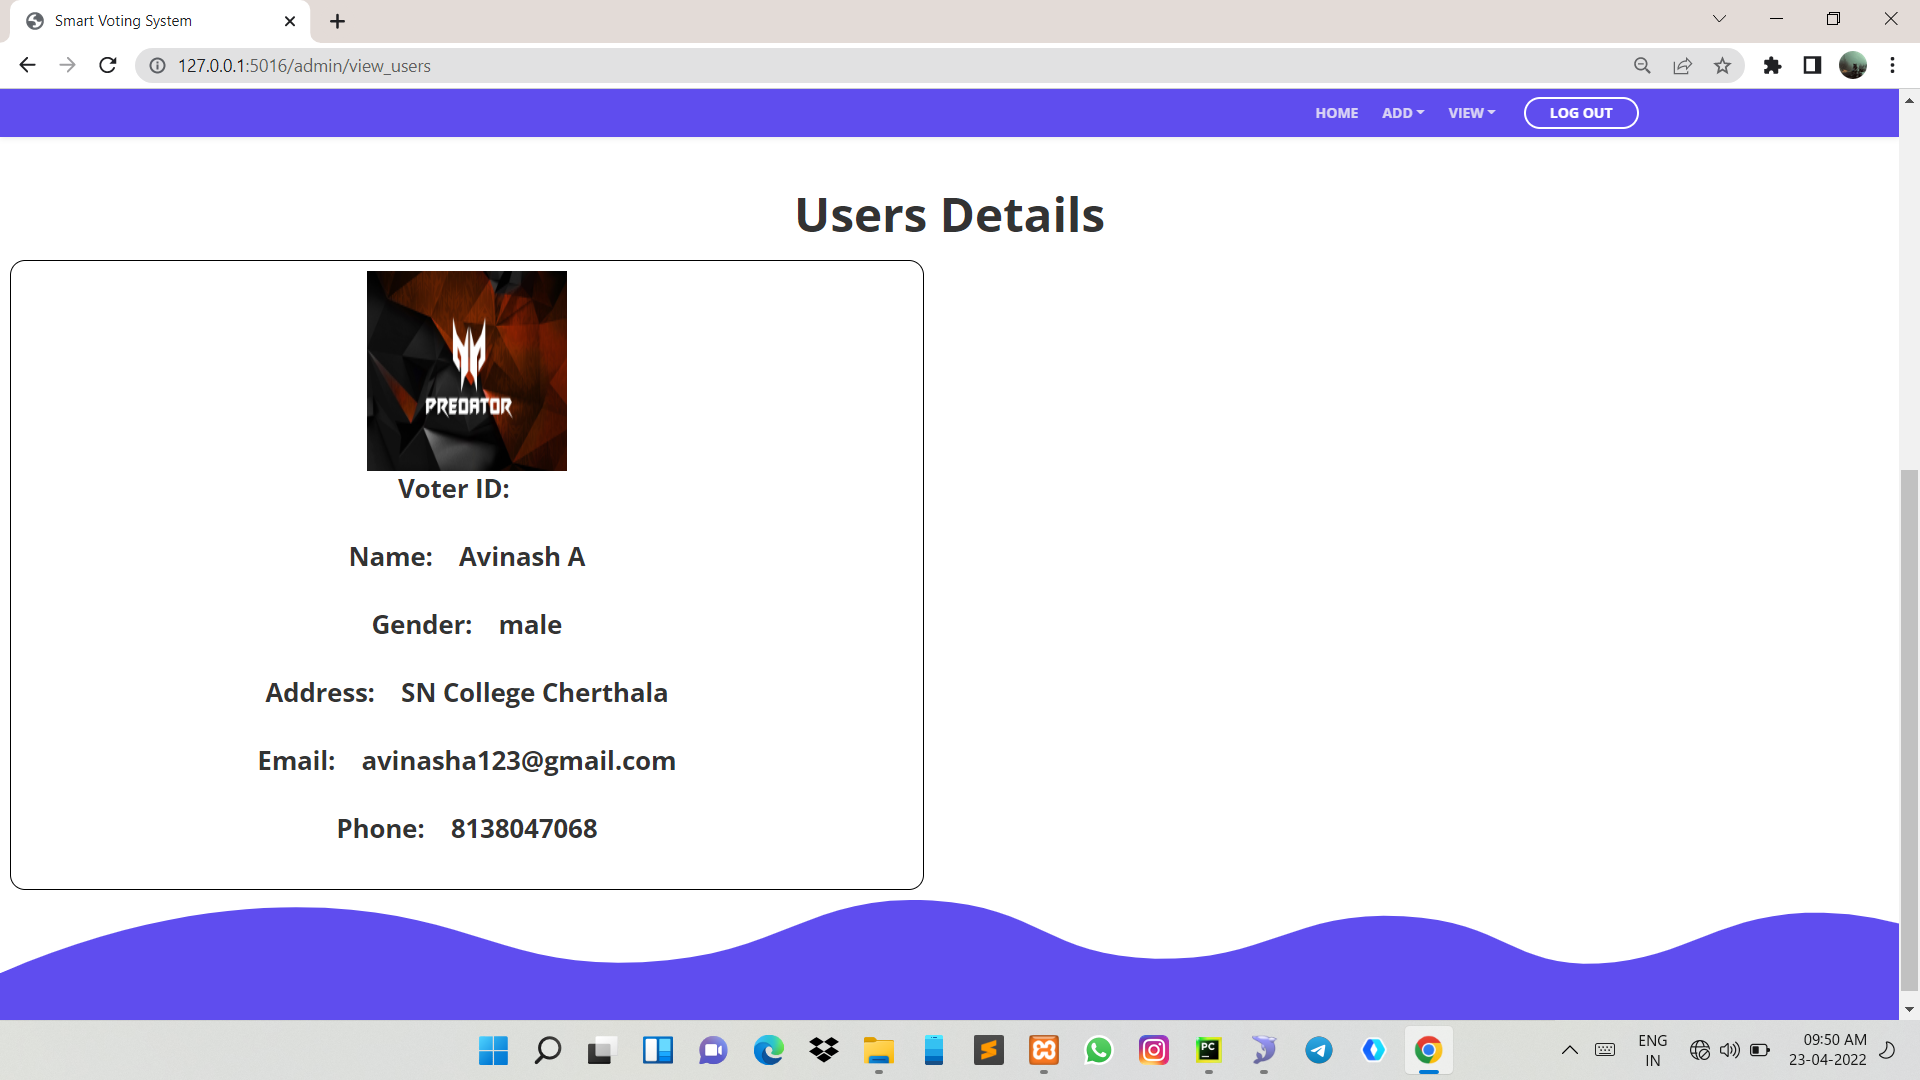 Smart Voting System
127.0.0.1:5016/admin/view_users
HOME ADD VIEW LOG OUT
Users Details
PREDATOR
Voter ID:
Name: Avinash A
Gender: male
Address: SN College Cherthala
Email: avinasha123@gmail.com
Phone: 8138047068
PC
ENG
IN
09:50 AM
23-04-2022